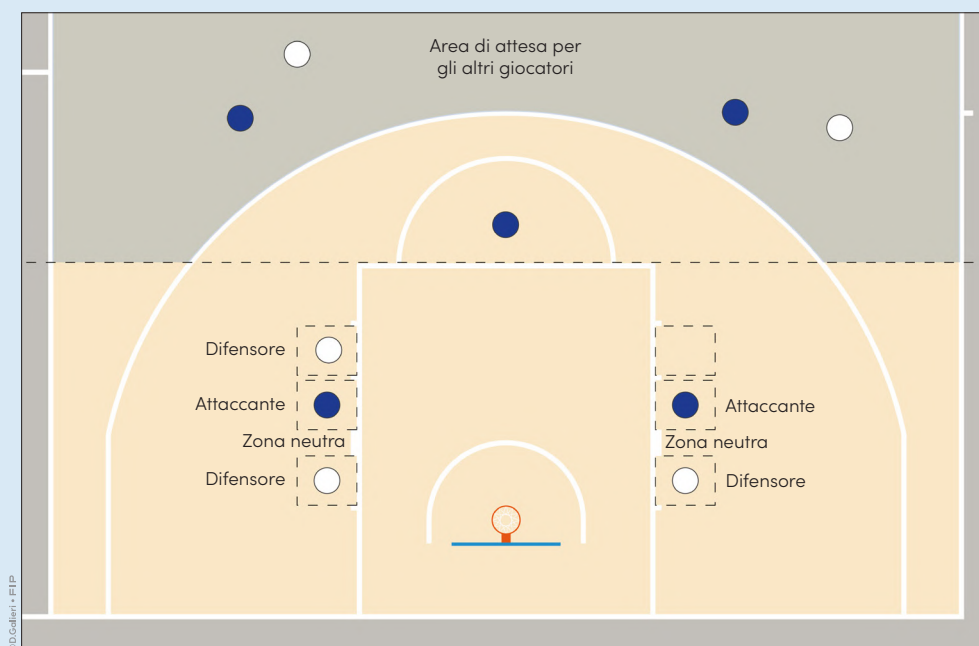 Area di attesa per
gli altri giocatori
Difensore
Attaccante
Attaccante
Zona neutra
Zona neutra
Difensore
Difensore
D.Galieri • FIP